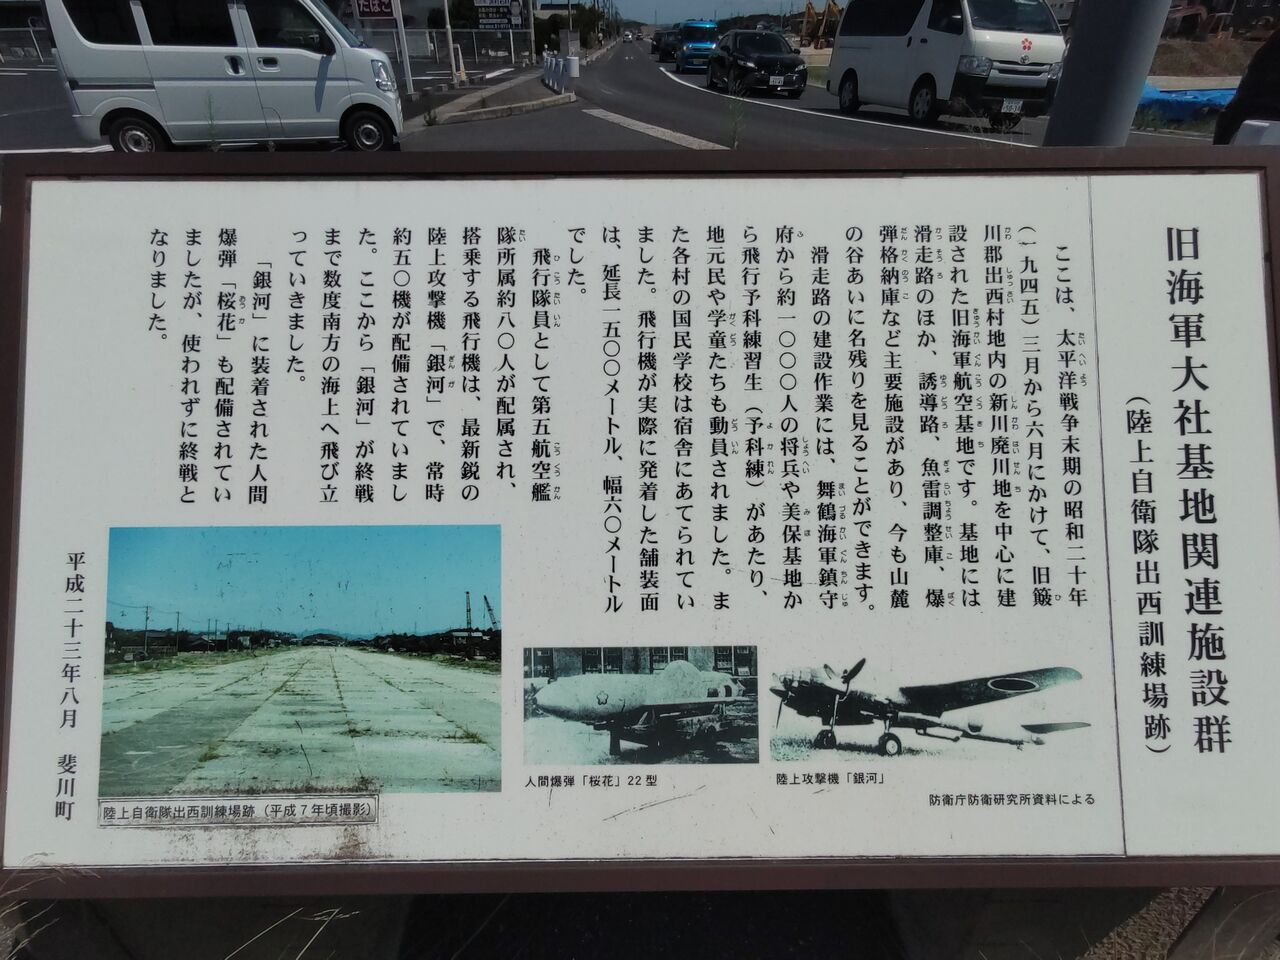 旧海軍大社基地関連施設群
（陸上自衛隊出西訓練場跡）
ここは、太平洋戦争末期の昭和二十年
（一九四五）三月から六月にかけて、旧簸
川郡出西村地内の新川廃川地を中心に建
設された旧海軍航空基地です。基地には
滑走路のほか、誘導路、魚雷調整庫、爆
弾格納庫など主要施設があり、今も山麓
の谷あいに名残りを見ることができます。
滑走路の建設作業には、舞鶴海軍鎮守
府から約一〇〇〇人の将兵や美保基地か
ら飛行予科練習生（予科練）があたり、
地元民や学童たちも動員されました。ま
た各村の国民学校は宿舎にあてられてい
ました。飛行機が実際に発着した舗装面
は、延長一五〇〇メートル、幅六〇メートル
でした。
飛行隊員として第五航空艦
隊所属約八〇人が配属され、
搭乗する飛行機は、最新鋭の
陸上攻撃機「銀河」で、常時
約五〇機が配備されていまし
た。ここから「銀河」が終戦
まで数度南方の海上へ飛び立
っていきました。
「銀河」に装着された人間
爆弾「桜花」も配備されてい
ましたが、使われずに終戦と
なりました。
陸上攻撃機「銀河」
人間爆弾「桜花」22型
防衛庁防衛研究所資料による
陸上自衛隊出西訓練場跡（平成7年頃撮影）
平成二十三年八月　斐川町
たばこ